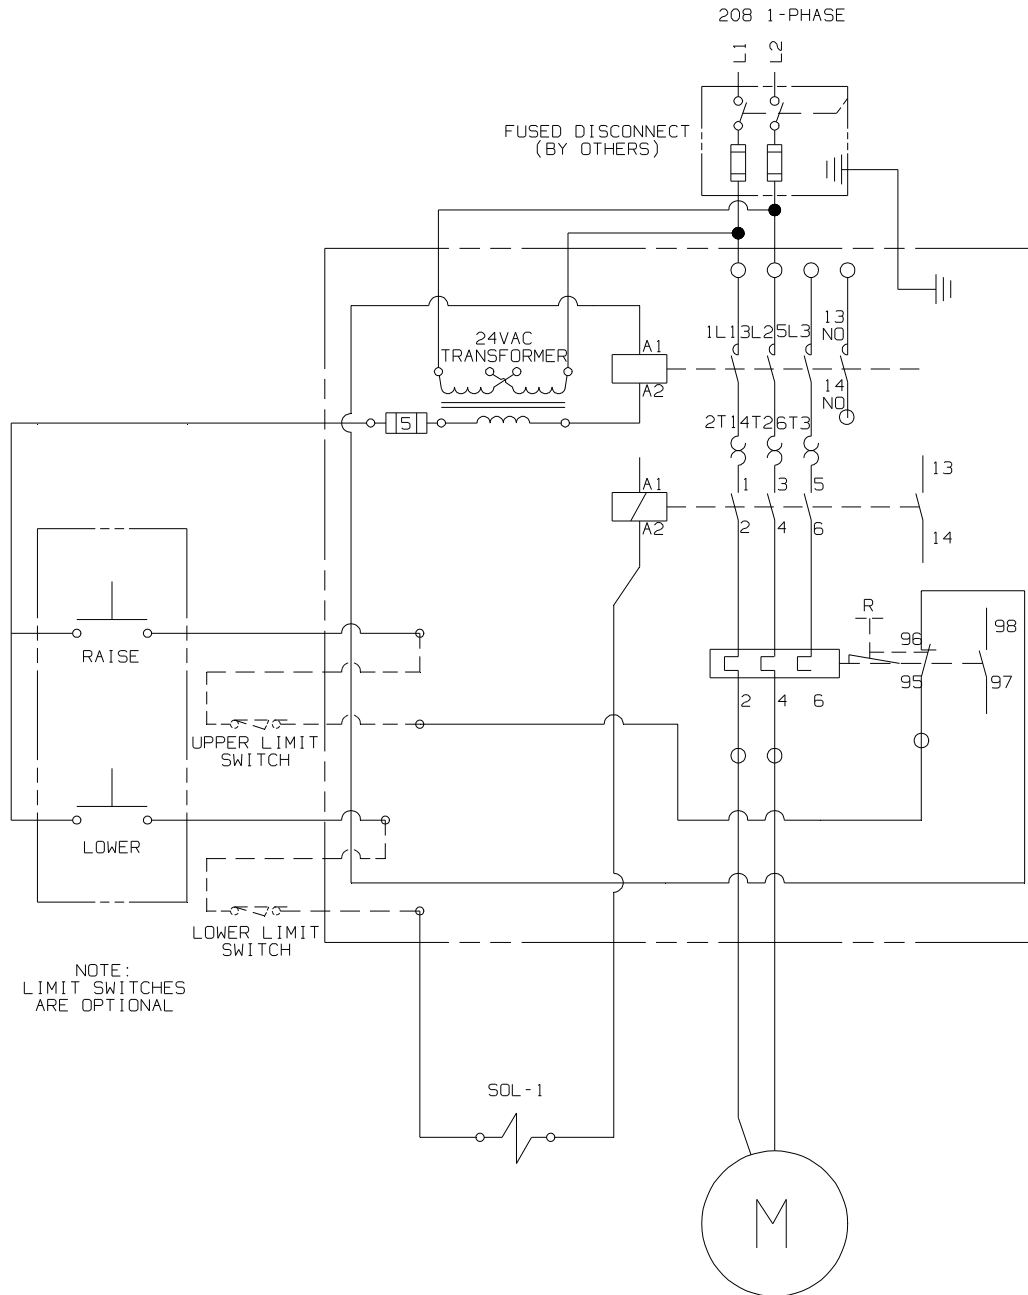 208 1-PHASE
L1 L2
FUSED DISCONNECT
(BY OTHERS)
1L1 3L2 5L3 13
NO
24VAC
TRANSFORMER
A1
A2
14
NO
5
2T1 4T2 6T3
A1
A2
1 3 5
2 4 6
13
14
R
96
95
98
97
2 4 6
RAISE
UPPER LIMIT
SWITCH
LOWER
LOWER LIMIT
SWITCH
NOTE:
LIMIT SWITCHES
ARE OPTIONAL
SOL-1
M